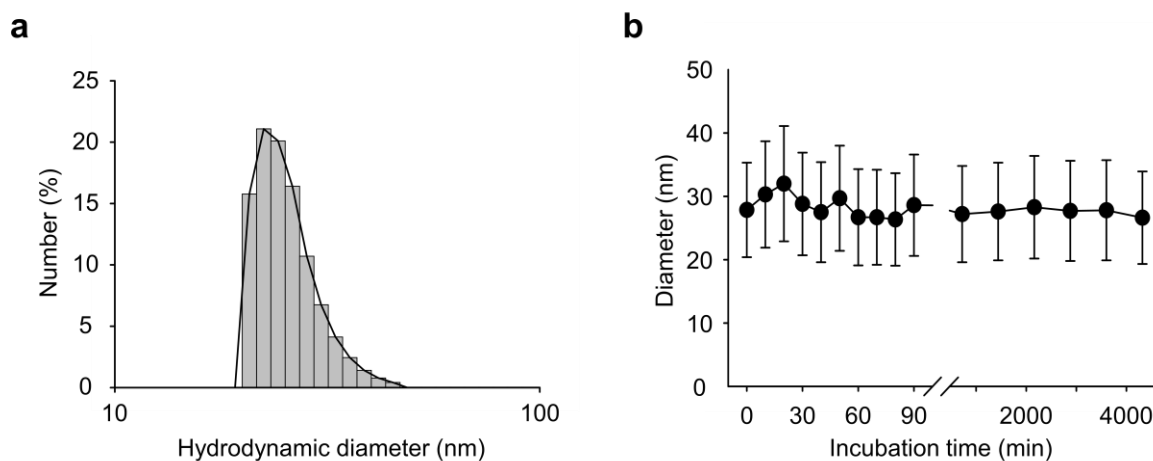 a
25
20
15
10
5
0
Number (%)
10
100
Hydrodynamic diameter (nm)
b
50
40
30
20
10
0
Diameter (nm)
0 30 60 90 2000 4000
Incubation time (min)